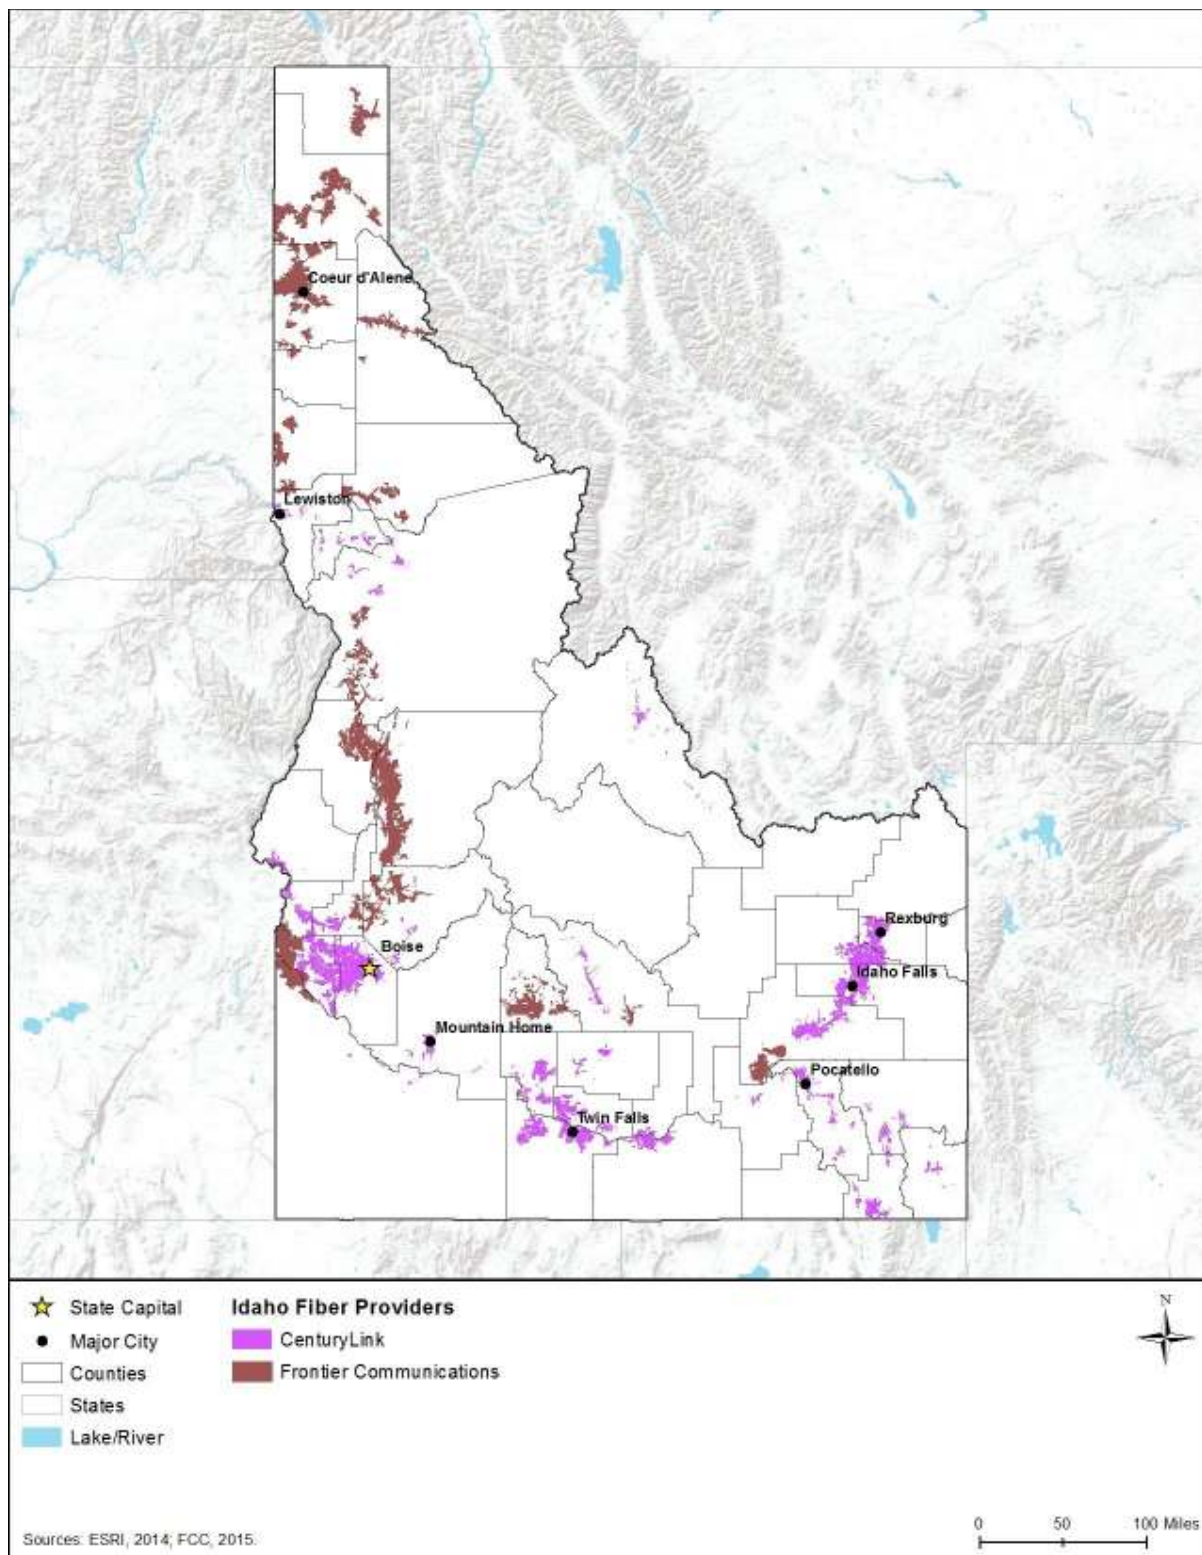 Coeur d'Alene
Lewiston
Rexburg
Boise
Idaho Falls
Mountain Home
Pocatello
Twin Falls
State Capital
Idaho Fiber Providers
N
Major City
CenturyLink
Counties
Frontier Communications
States
Lake/River
Sources: ESRI, 2014; FCC, 2015.
0 50 100 Miles